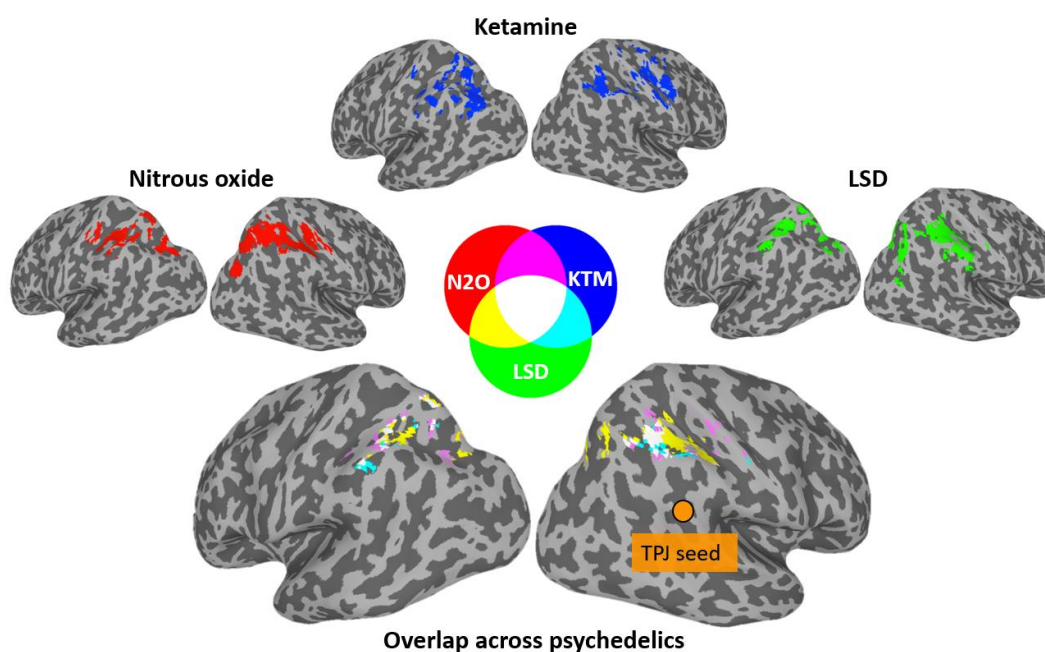 Ketamine
Nitrous oxide
LSD
N2O
KTM
LSD
TPJ seed
Overlap across psychedelics